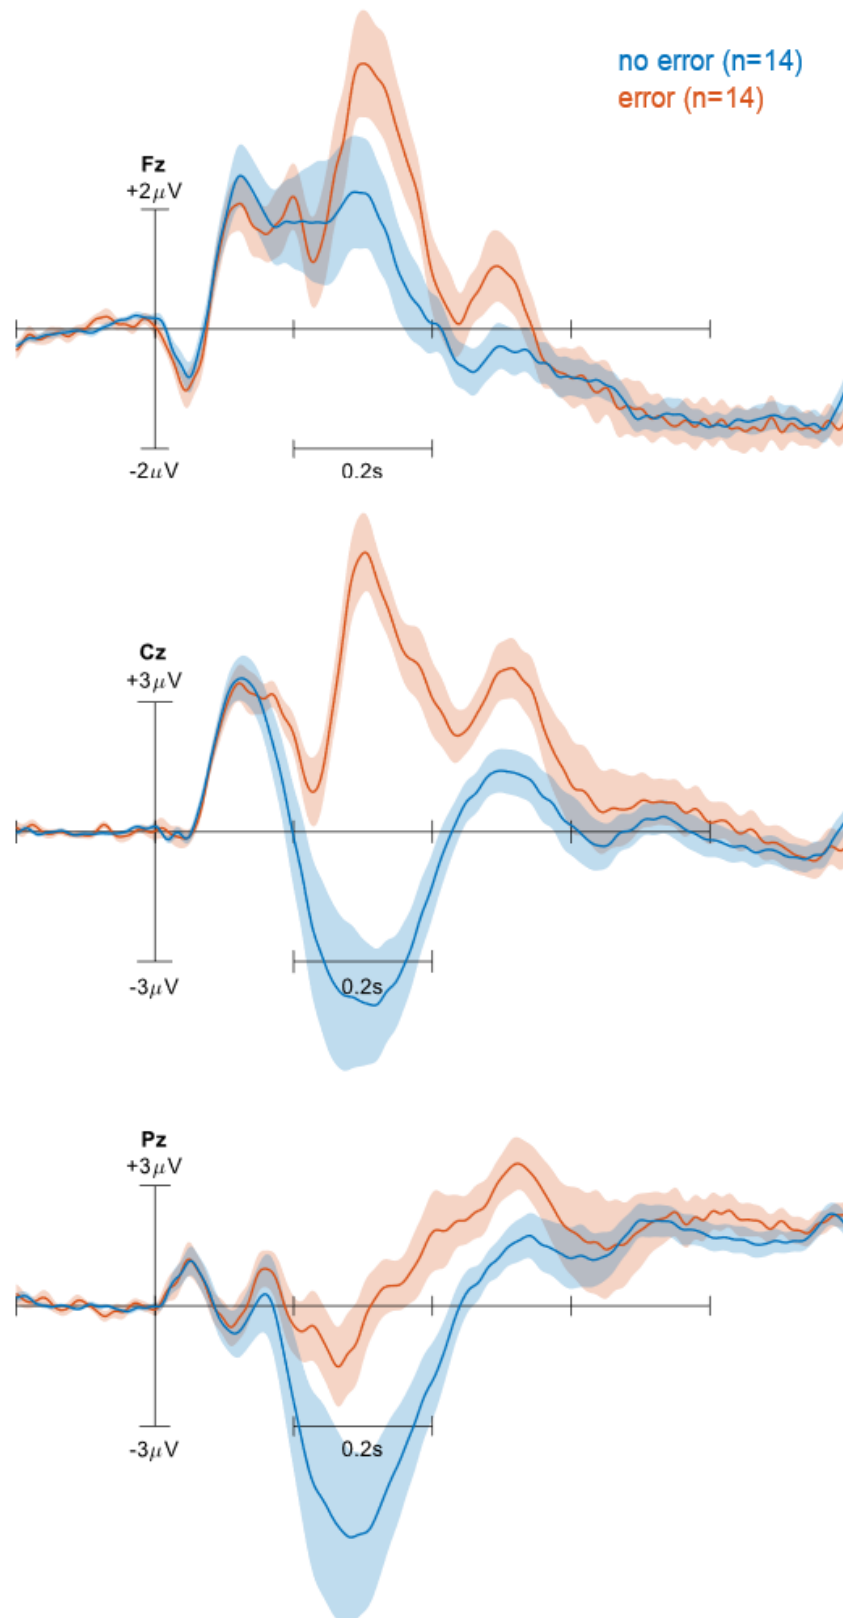 no error (n=14)
error (n=14)
Fz
+2μV
-2μV
0.2s
Cz
+3μV
-3μV
0.2s
Pz
+3μV
-3μV
0.2s